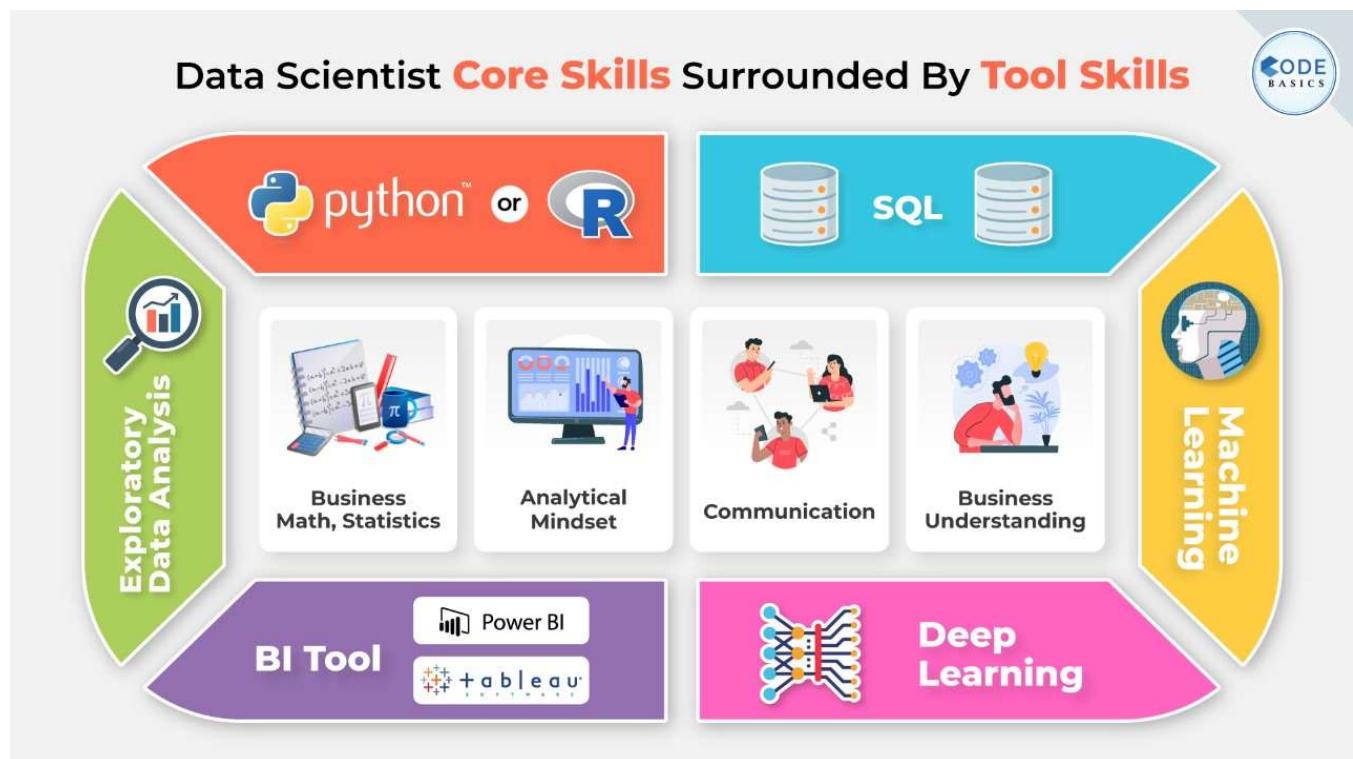 Data Scientist Core Skills Surrounded By Tool Skills
CODE
BASICS
python™ or R
SQL
Exploratory
Data Analysis
Machine
Learning
Business
Math, Statistics
Analytical
Mindset
Communication
Business
Understanding
BI Tool
Power BI
+ a b l e a u
S O F T W A R E
Deep
Learning